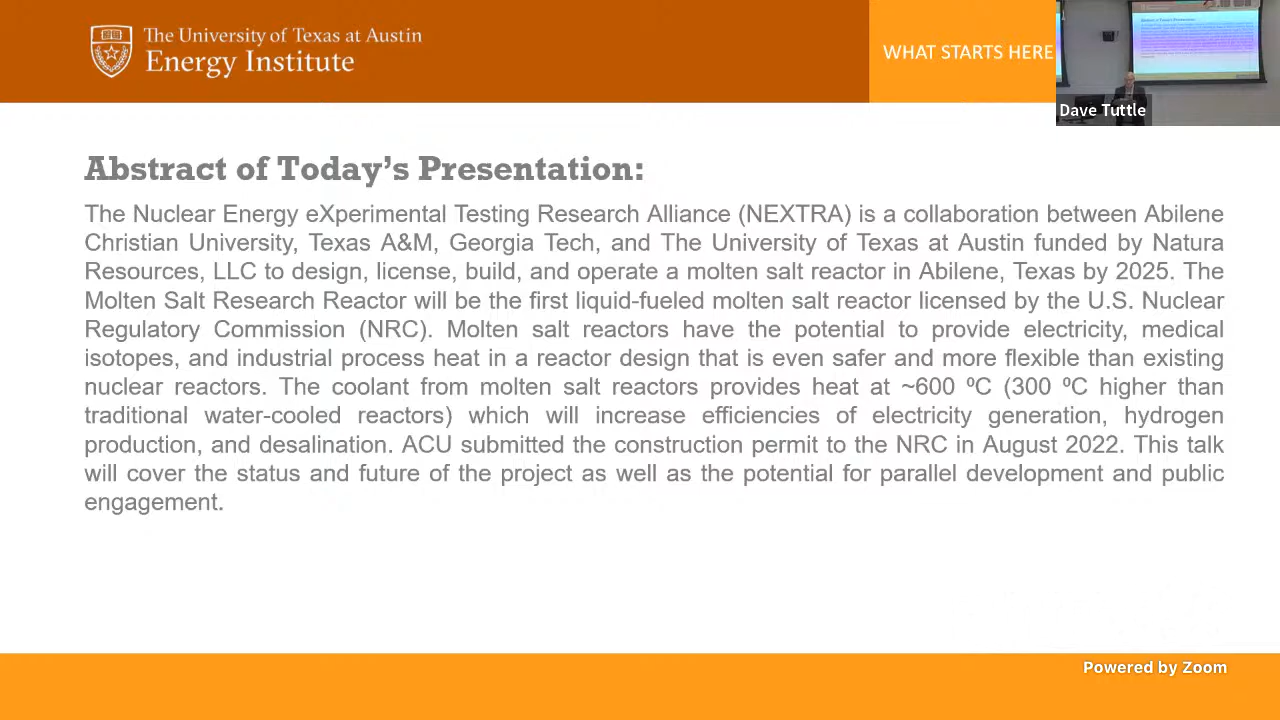 The University of Texas at Austin
Energy Institute
WHAT STARTS HERE
Dave Tuttle
Abstract of Today's Presentation:
The Nuclear Energy eXperimental Testing Research Alliance (NEXTRA) is a collaboration between Abilene
Christian University, Texas A&M, Georgia Tech, and The University of Texas at Austin funded by Natura
Resources, LLC to design, license, build, and operate a molten salt reactor in Abilene, Texas by 2025. The
Molten Salt Research Reactor will be the first liquid-fueled molten salt reactor licensed by the U.S. Nuclear
Regulatory Commission (NRC). Molten salt reactors have the potential to provide electricity, medical
isotopes, and industrial process heat in a reactor design that is even safer and more flexible than existing
nuclear reactors. The coolant from molten salt reactors provides heat at ~600 ºC (300 ºC higher than
traditional water-cooled reactors) which will increase efficiencies of electricity generation, hydrogen
production, and desalination. ACU submitted the construction permit to the NRC in August 2022. This talk
will cover the status and future of the project as well as the potential for parallel development and public
engagement.
Powered by Zoom